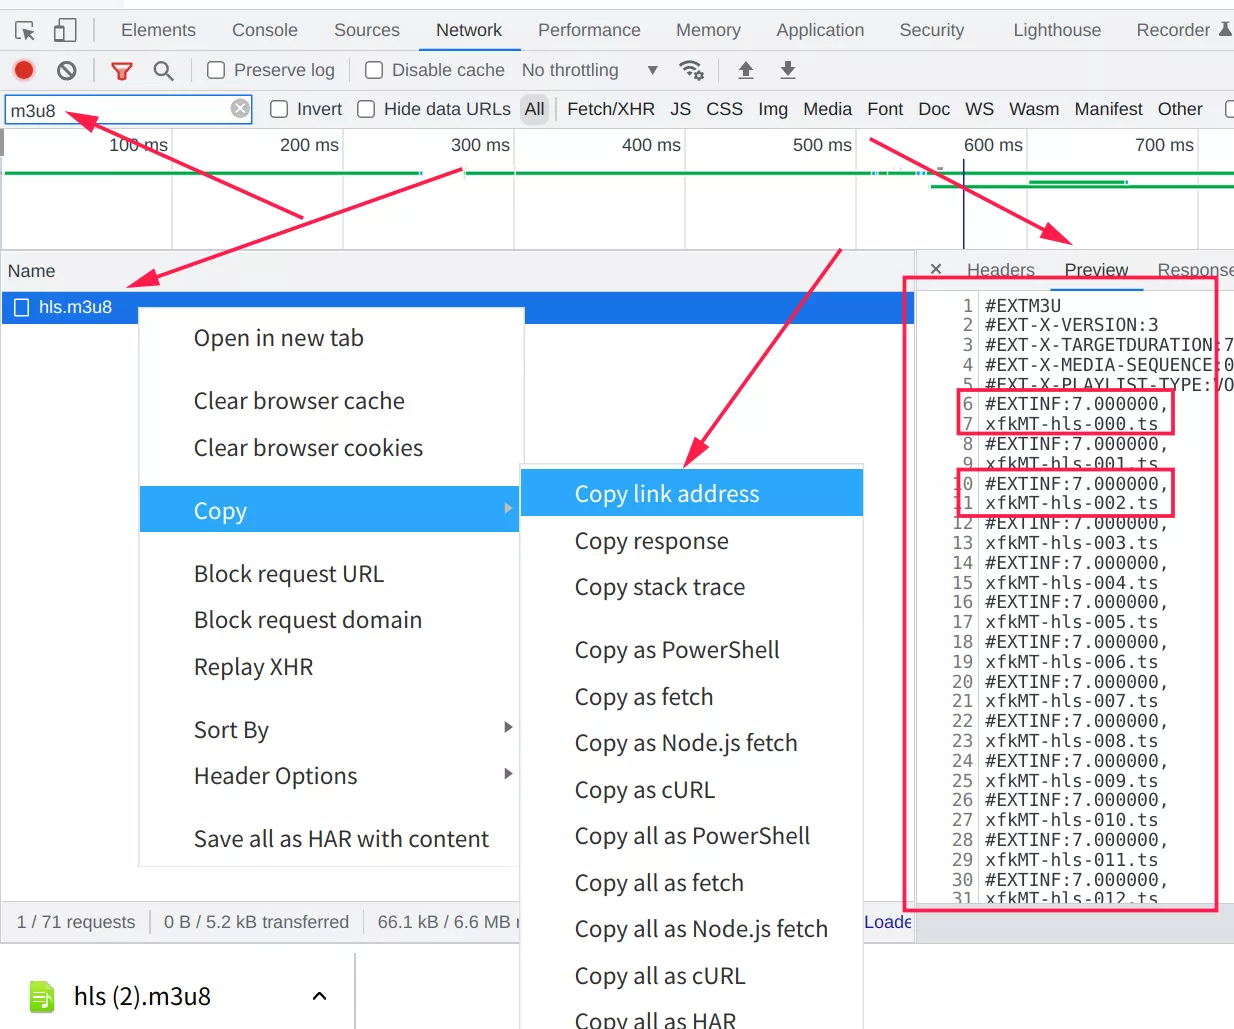 Elements Console Sources Network Performance Memory Application Security Lighthouse Recorder
Preserve log Disable cache No throttling
m3u8 Invert Hide data URLs All Fetch/XHR JS CSS Img Media Font Doc WS Wasm Manifest Other
100 ms 200 ms 300 ms 400 ms 500 ms 600 ms 700 ms
Name
hls.m3u8
Open in new tab
Clear browser cache
Clear browser cookies
Copy
Block request URL
Block request domain
Replay XHR
Sort By
Header Options
Save all as HAR with content
Copy link address
Copy response
Copy stack trace
Copy as PowerShell
Copy as fetch
Copy as Node.js fetch
Copy as cURL
Copy all as PowerShell
Copy all as fetch
Copy all as Node.js fetch
Copy all as cURL
Copy all as HAR
Headers Preview Response
1 #EXTM3U
2 #EXT-X-VERSION:3
3 #EXT-X-TARGETDURATION:7
4 #EXT-X-MEDIA-SEQUENCE:0
5 #EXT-X-PLAYLIST-TYPE:VO
6 #EXTINF:7.000000,
7 xfkMT-hls-000.ts
8 #EXTINF:7.000000,
9 xfkMT-hls-001.ts
10 #EXTINF:7.000000,
11 xfkMT-hls-002.ts
12 #EXTINF:7.000000,
13 xfkMT-hls-003.ts
14 #EXTINF:7.000000,
15 xfkMT-hls-004.ts
16 #EXTINF:7.000000,
17 xfkMT-hls-005.ts
18 #EXTINF:7.000000,
19 xfkMT-hls-006.ts
20 #EXTINF:7.000000,
21 xfkMT-hls-007.ts
22 #EXTINF:7.000000,
23 xfkMT-hls-008.ts
24 #EXTINF:7.000000,
25 xfkMT-hls-009.ts
26 #EXTINF:7.000000,
27 xfkMT-hls-010.ts
28 #EXTINF:7.000000,
29 xfkMT-hls-011.ts
30 #EXTINF:7.000000,
31 xfkMT-hls-012.ts
1 / 71 requests 0 B / 5.2 kB transferred 66.1 kB / 6.6 MB Loade
hls (2).m3u8